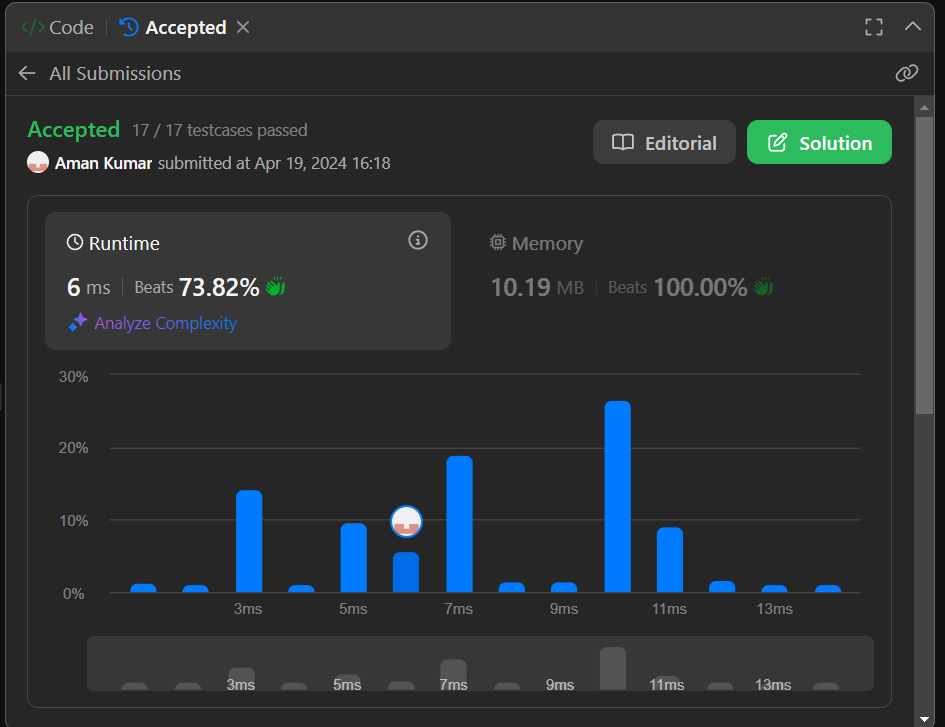 </> Code | Accepted
All Submissions
Accepted 17 / 17 testcases passed
Aman Kumar submitted at Apr 19, 2024 16:18
Editorial
Solution
Runtime
6 ms | Beats 73.82%
Analyze Complexity
Memory
10.19 MB | Beats 100.00%
30%
20%
10%
0%
3ms 5ms 7ms 9ms 11ms 13ms
3ms 5ms 7ms 9ms 11ms 13ms